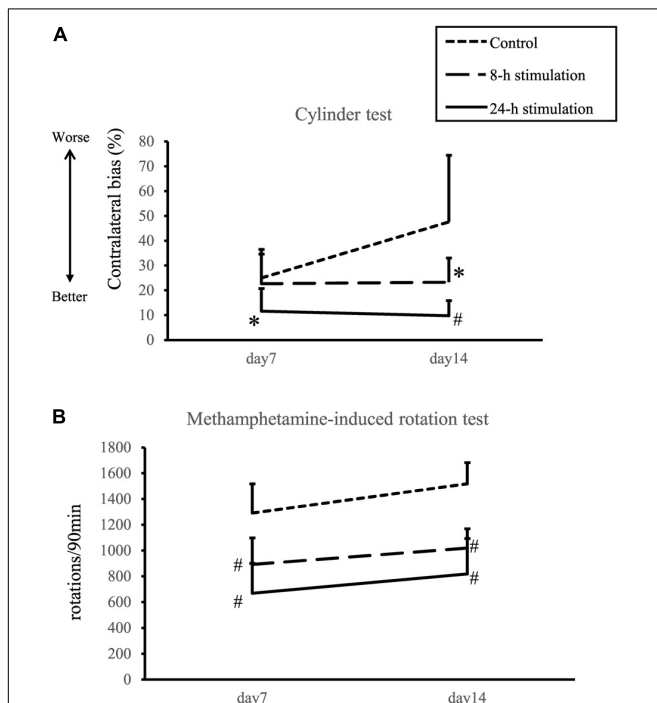 A
Control
8-h stimulation
24-h stimulation
Cylinder test
Worse
Better
Contralateral bias (%)
80
70
60
50
40
30
20
10
0
*
*
#
day7
day14
B
Methamphetamine-induced rotation test
rotations/90min
1800
1600
1400
1200
1000
800
600
400
200
0
#
#
#
#
day7
day14